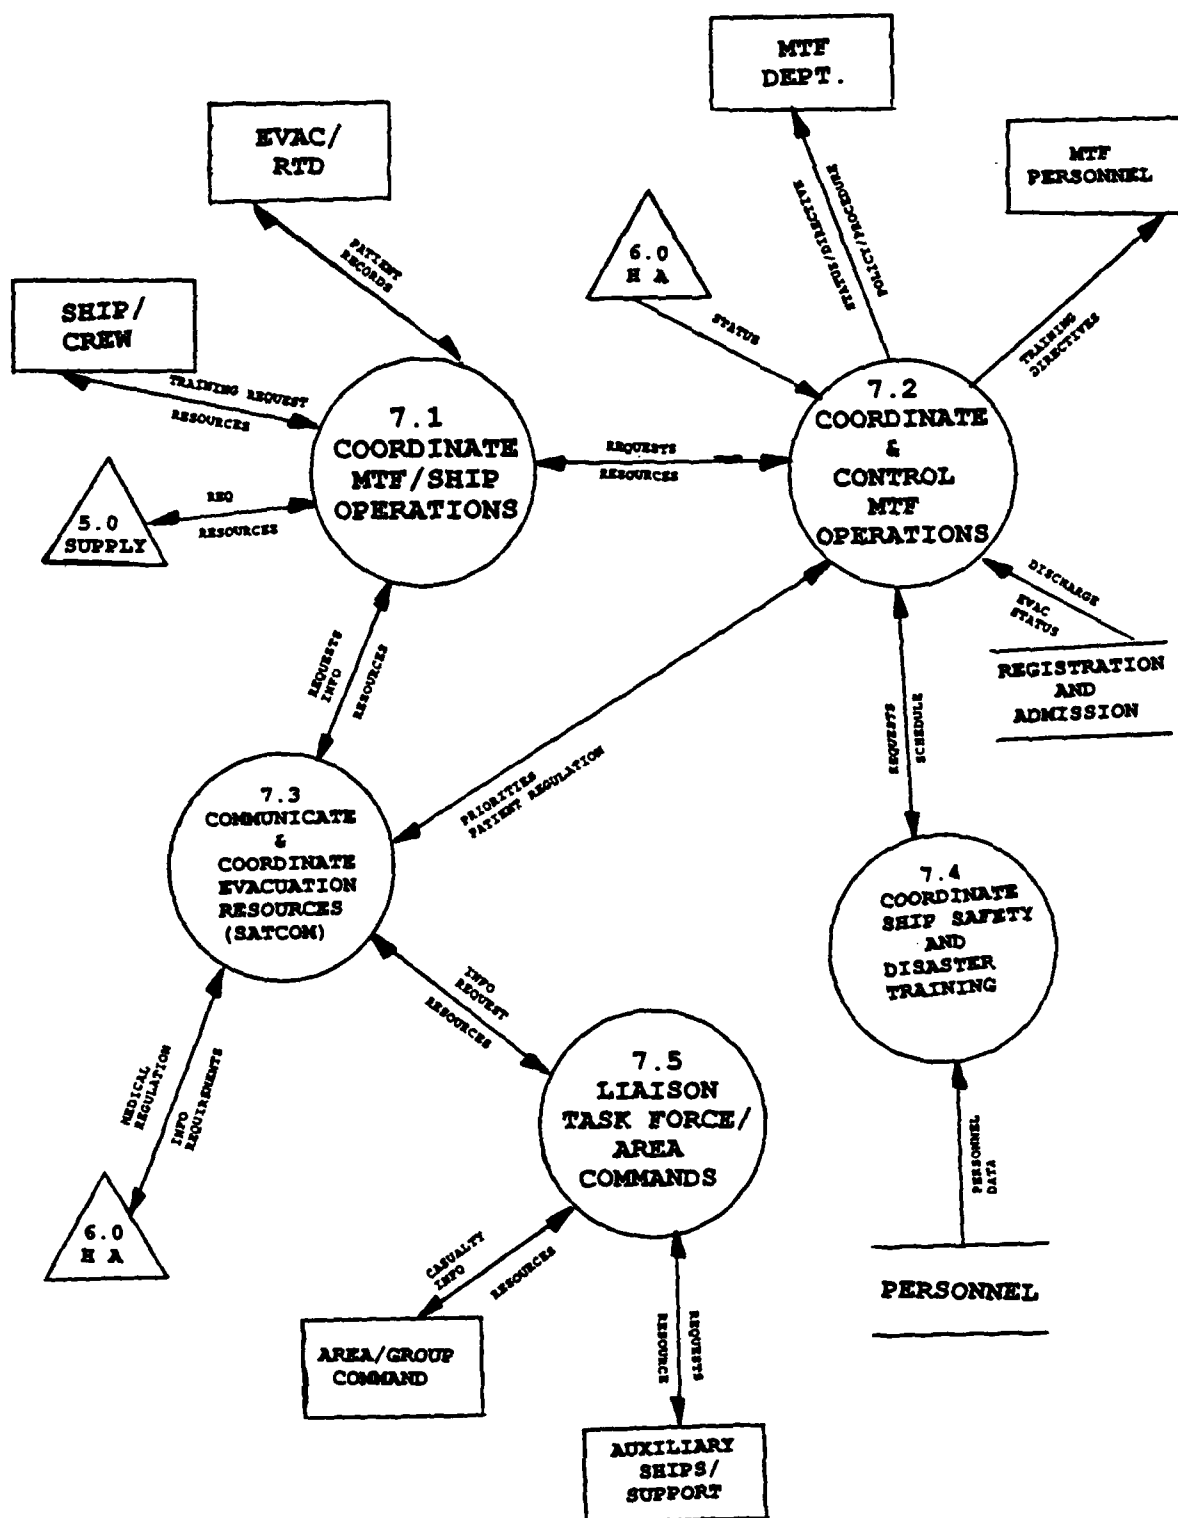 MTF
DEPT.
EVAC/
RTD
MTF
PERSONNEL
POLICY/PROCEDURE
STATUS/DIRECTIVE
6.0
H A
PATIENT
RECORDS
STATUS
TRAINING
DIRECTIVES
SHIP/
CREW
TRAINING REQUEST
RESOURCES
7.1
COORDINATE
MTF/SHIP
OPERATIONS
7.2
COORDINATE
&
CONTROL
MTF
OPERATIONS
REQUESTS
RESOURCES
REQ
RESOURCES
5.0
SUPPLY
DISCHARGE
EVAC
STATUS
REGISTRATION
AND
ADMISSION
REQUESTS
INFO
RESOURCES
REQUESTS
SCHEDULE
PRIORITIES
PATIENT REGULATION
7.3
COMMUNICATE
&
COORDINATE
EVACUATION
RESOURCES
(SATCOM)
7.4
COORDINATE
SHIP SAFETY
AND
DISASTER
TRAINING
INFO
REQUEST
RESOURCES
MEDICAL
REGULATION
INFO
REQUIREMENTS
7.5
LIAISON
TASK FORCE/
AREA
COMMANDS
PERSONNEL
DATA
6.0
H A
CASUALTY
INFO
RESOURCES
PERSONNEL
RESOURCE
REQUESTS
AREA/GROUP
COMMAND
AUXILIARY
SHIPS/
SUPPORT